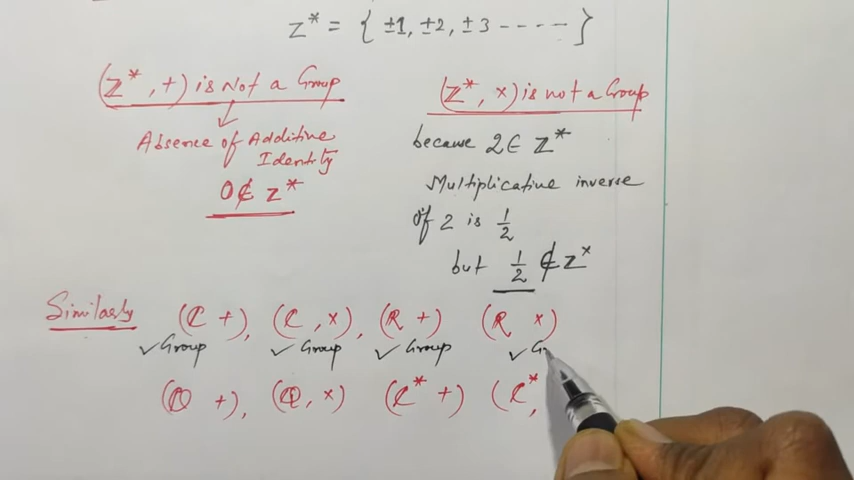 Z* = { ±1, ±2, ±3 ----- }
(Z*, +) is Not a Group
Absence of Additive
Identity
0∉ Z*
(Z*, ×) is not a Group
because 2∈ Z*
Multiplicative inverse
of 2 is 1/2
but 1/2 ∉ Z*
Similarly (ℂ +), (ℂ, ×), (ℝ +) (ℝ ×)
✓Group ✓Group ✓Group ✓G
(ℚ +), (ℚ, ×) (ℂ* +) (ℂ*,